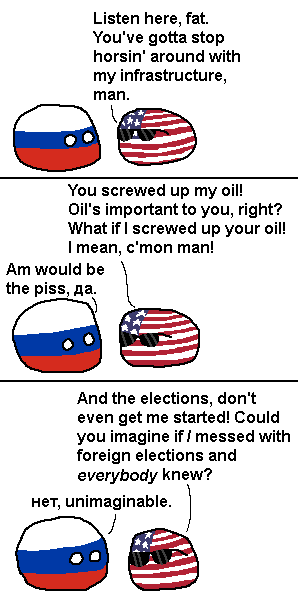 Listen here, fat.
You've gotta stop
horsin' around with
my infrastructure,
man.
You screwed up my oil!
Oil's important to you, right?
What if I screwed up your oil!
I mean, c'mon man!
Am would be
the piss, да.
And the elections, don't
even get me started! Could
you imagine if I messed with
foreign elections and
everybody knew?
нет, unimaginable.